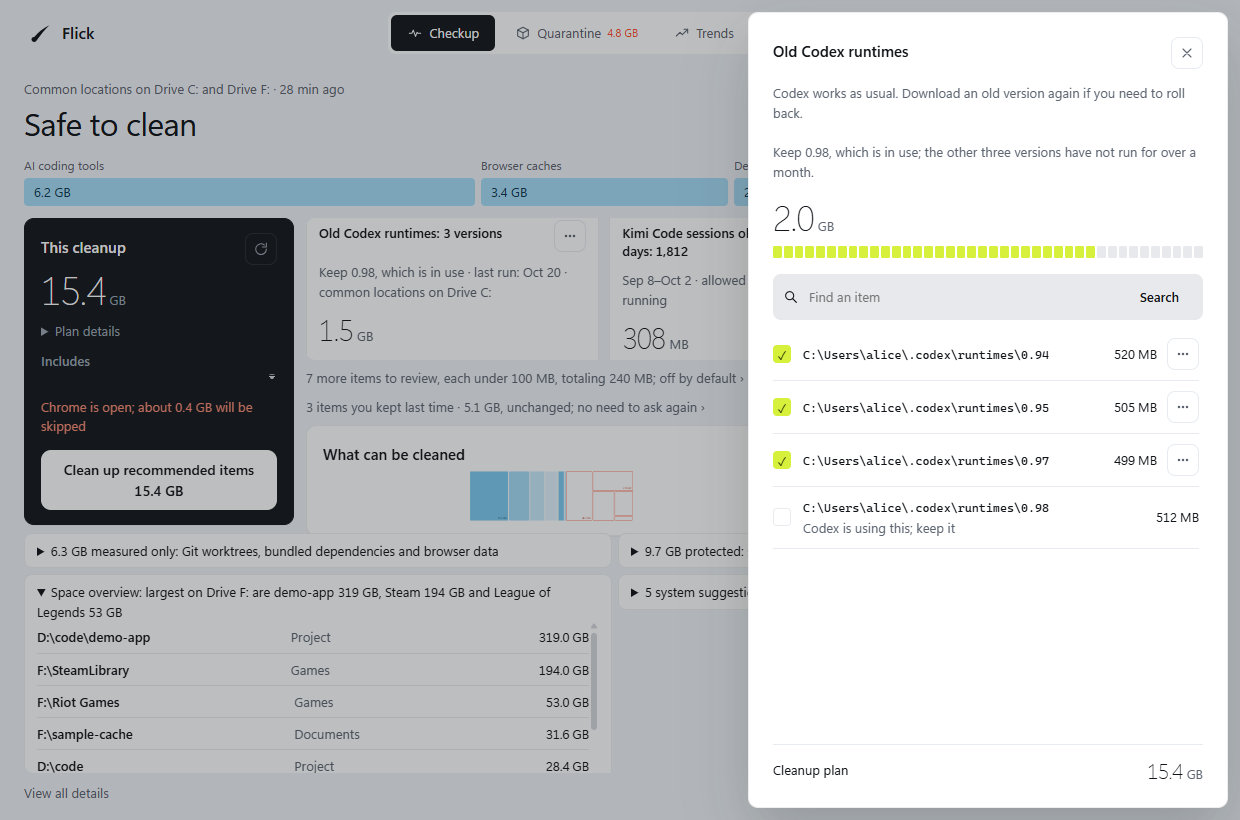 Flick
Checkup
Quarantine 4.8 GB
Trends
Common locations on Drive C: and Drive F: · 28 min ago
Safe to clean
AI coding tools
Browser caches
De
6.2 GB
3.4 GB
2
This cleanup
15.4 GB
Plan details
Includes
Chrome is open; about 0.4 GB will be
skipped
Clean up recommended items
15.4 GB
Old Codex runtimes: 3 versions
Keep 0.98, which is in use · last run: Oct 20 ·
common locations on Drive C:
1.5 GB
Kimi Code sessions ol
days: 1,812
Sep 8–Oct 2 · allowed
running
308 MB
7 more items to review, each under 100 MB, totaling 240 MB; off by default ›
3 items you kept last time · 5.1 GB, unchanged; no need to ask again ›
What can be cleaned
6.3 GB measured only: Git worktrees, bundled dependencies and browser data
9.7 GB protected:
Space overview: largest on Drive F: are demo-app 319 GB, Steam 194 GB and League of
Legends 53 GB
5 system suggesti
D:\code\demo-app Project 319.0 GB
F:\SteamLibrary Games 194.0 GB
F:\Riot Games Games 53.0 GB
F:\sample-cache Documents 31.6 GB
D:\code Project 28.4 GB
View all details
Old Codex runtimes
Codex works as usual. Download an old version again if you need to roll
back.
Keep 0.98, which is in use; the other three versions have not run for over a
month.
2.0 GB
Find an item
Search
C:\Users\alice\.codex\runtimes\0.94 520 MB
C:\Users\alice\.codex\runtimes\0.95 505 MB
C:\Users\alice\.codex\runtimes\0.97 499 MB
C:\Users\alice\.codex\runtimes\0.98
Codex is using this; keep it
512 MB
Cleanup plan
15.4 GB